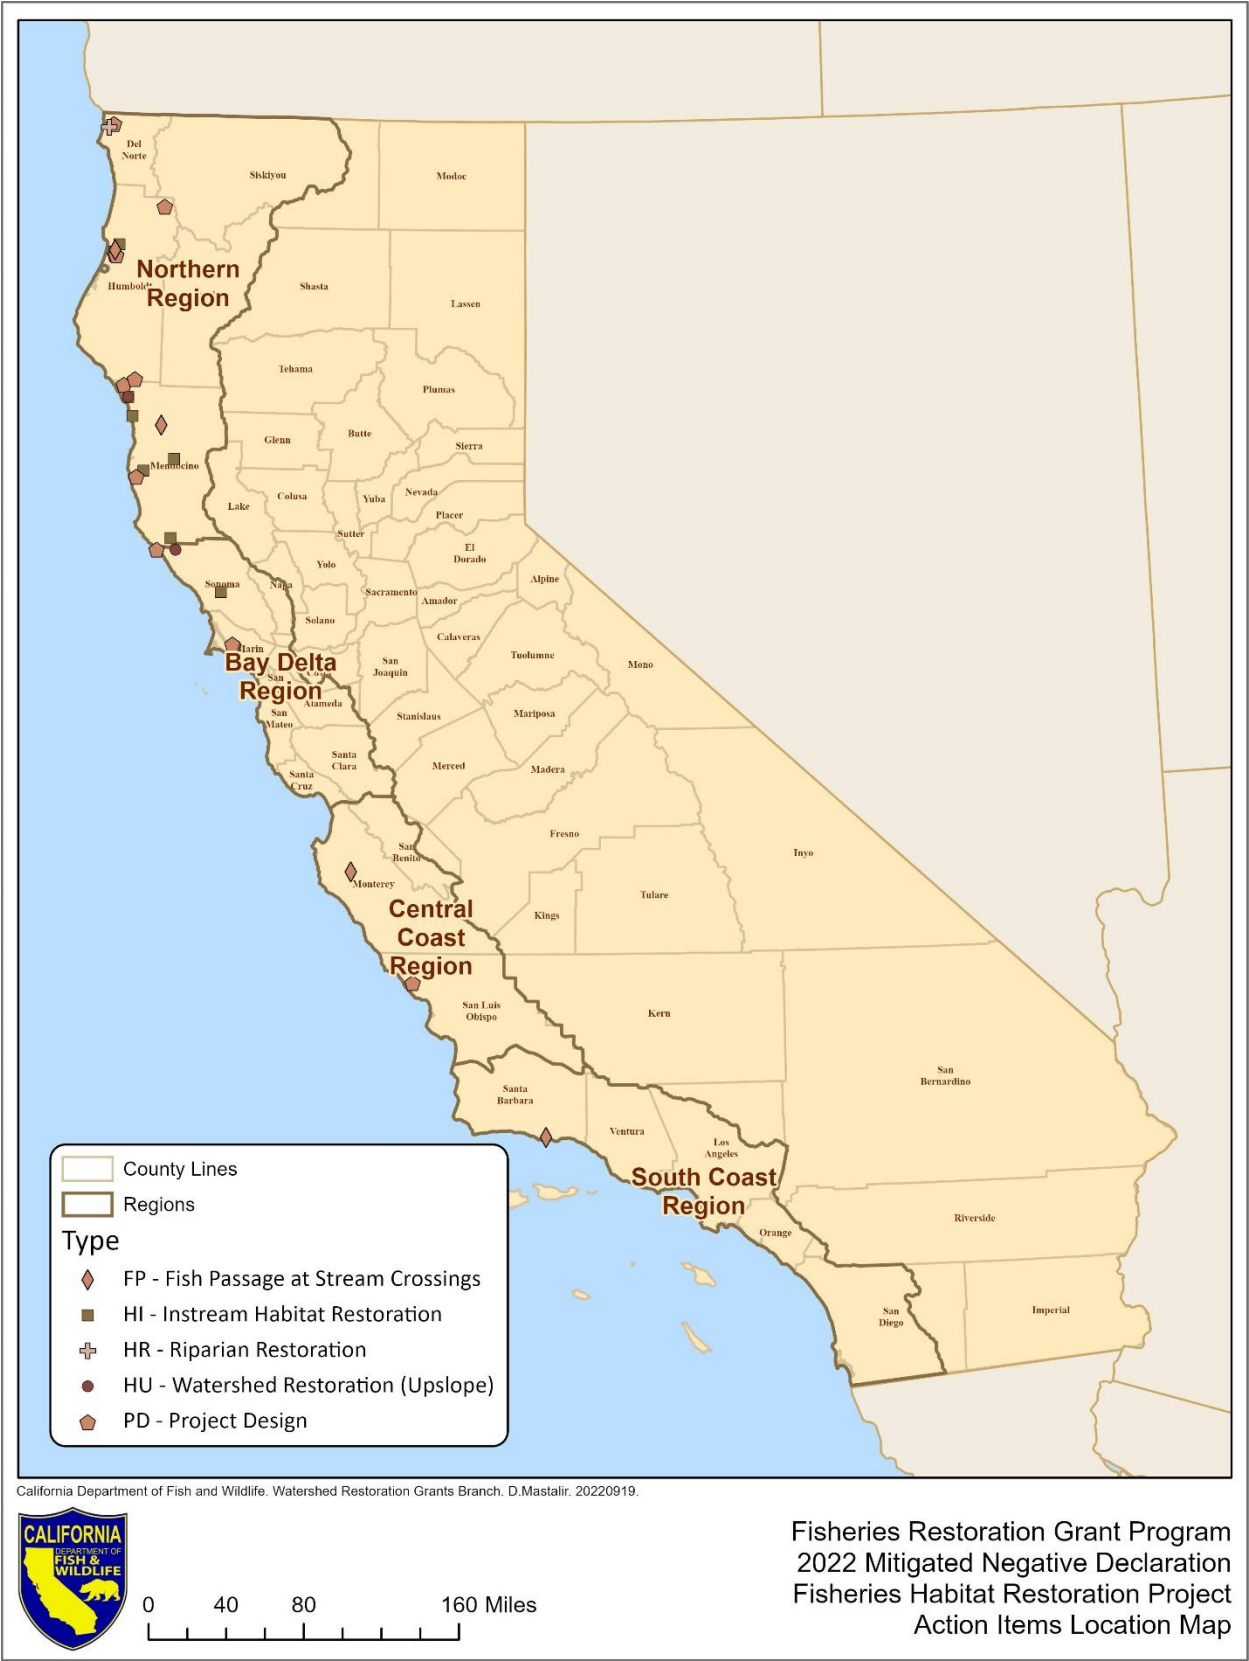 Del
Norte
Siskiyou
Modoc
Northern
Region
Humboldt
Shasta
Lassen
Tehama
Plumas
Glenn
Butte
Sierra
Mendocino
Lake
Colusa
Yuba
Nevada
Placer
Sutter
El
Dorado
Yolo
Alpine
Sonoma
Napa
Sacramento
Amador
Solano
Calaveras
Tuolumne
Marin
San
Joaquin
Mono
Bay Delta
Region
San
Costa
Alameda
San
Mateo
Stanislaus
Mariposa
Santa
Clara
Merced
Madera
Santa
Cruz
Fresno
San
Benito
Inyo
Monterey
Tulare
Kings
Central
Coast
Region
San Luis
Obispo
Kern
San
Bernardino
Santa
Barbara
Ventura
Los
Angeles
South Coast
Region
Riverside
Orange
San
Diego
Imperial
County Lines
Regions
Type
FP - Fish Passage at Stream Crossings
HI - Instream Habitat Restoration
HR - Riparian Restoration
HU - Watershed Restoration (Upslope)
PD - Project Design
California Department of Fish and Wildlife. Watershed Restoration Grants Branch. D.Mastalir. 20220919.
CALIFORNIA
DEPARTMENT OF
FISH &
WILDLIFE
0 40 80 160 Miles
Fisheries Restoration Grant Program
2022 Mitigated Negative Declaration
Fisheries Habitat Restoration Project
Action Items Location Map